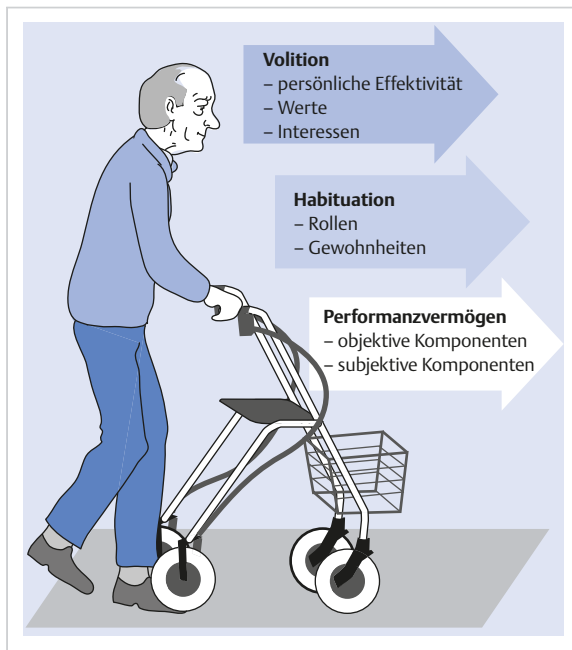 Volition
– persönliche Effektivität
– Werte
– Interessen
Habituation
– Rollen
– Gewohnheiten
Performanzvermögen
– objektive Komponenten
– subjektive Komponenten